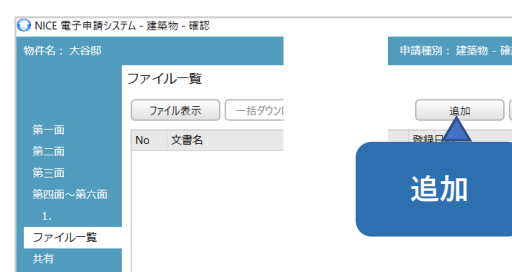 NICE 電子申請システム - 建築物 - 確認
物件名： 大谷邸
申請種別： 建築物 - 確
ファイル一覧
ファイル表示
一括ダウン
追加
No 文書名
登録日
第一面
第二面
第三面
第四面～第六面
1.
ファイル一覧
共有
追加